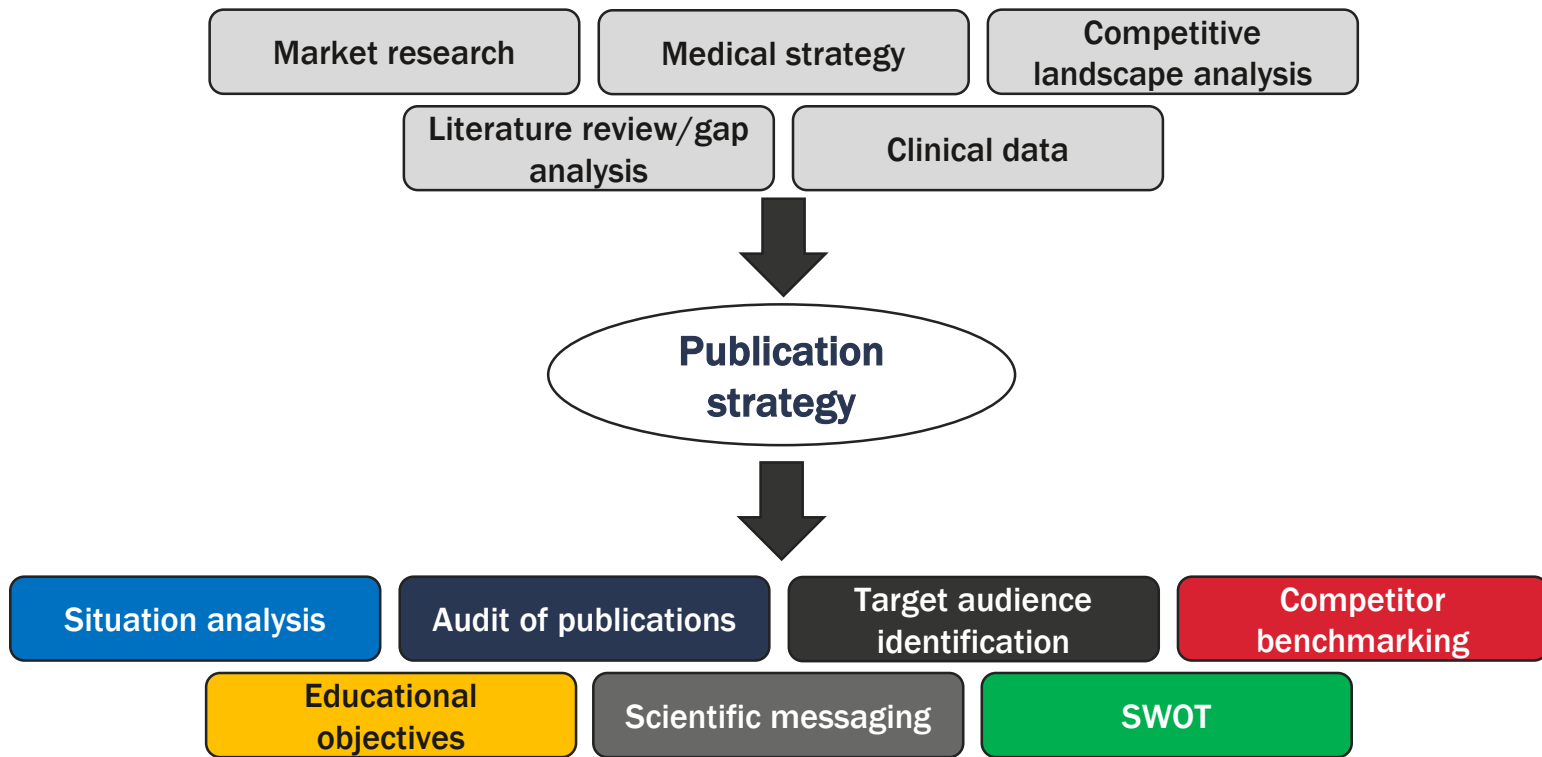 Market research
Medical strategy
Competitive
landscape analysis
Literature review/gap
analysis
Clinical data
Publication
strategy
Situation analysis
Audit of publications
Target audience
identification
Competitor
benchmarking
Educational
objectives
Scientific messaging
SWOT